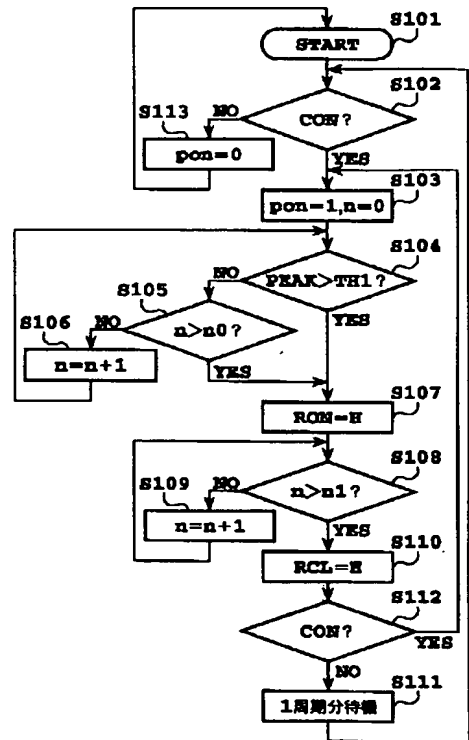 S101
START
S102
CON?
NO
YES
S113
pon=0
S103
pon=1,n=0
S104
PEAK>TH1?
NO
YES
S105
n>n0?
NO
YES
S106
n=n+1
S107
RON=H
S108
n>n1?
NO
YES
S109
n=n+1
S110
RCL=H
S112
CON?
YES
NO
S111
1周期分待機